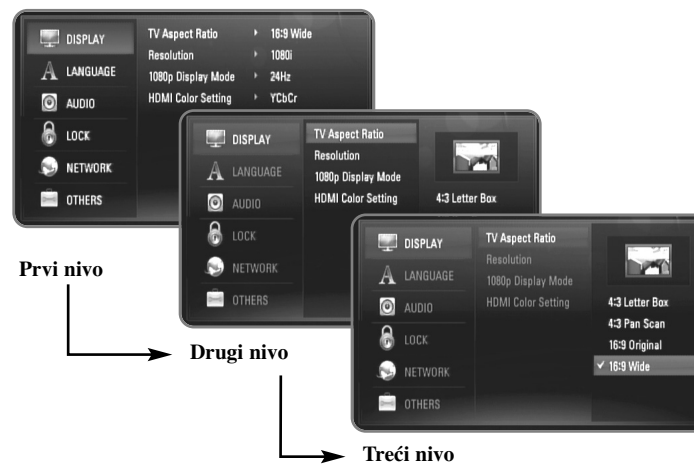 DISPLAY
LANGUAGE
AUDIO
LOCK
NETWORK
OTHERS
TV Aspect Ratio 16:9 Wide
Resolution 1080i
1080p Display Mode 24Hz
HDMI Color Setting YCbCr
Prvi nivo
DISPLAY
LANGUAGE
AUDIO
LOCK
NETWORK
OTHERS
TV Aspect Ratio
Resolution
1080p Display Mode
HDMI Color Setting
4:3 Letter Box
Drugi nivo
DISPLAY
LANGUAGE
AUDIO
LOCK
NETWORK
OTHERS
TV Aspect Ratio
Resolution
1080p Display Mode
HDMI Color Setting
4:3 Letter Box
4:3 Pan Scan
16:9 Original
16:9 Wide
Treći nivo